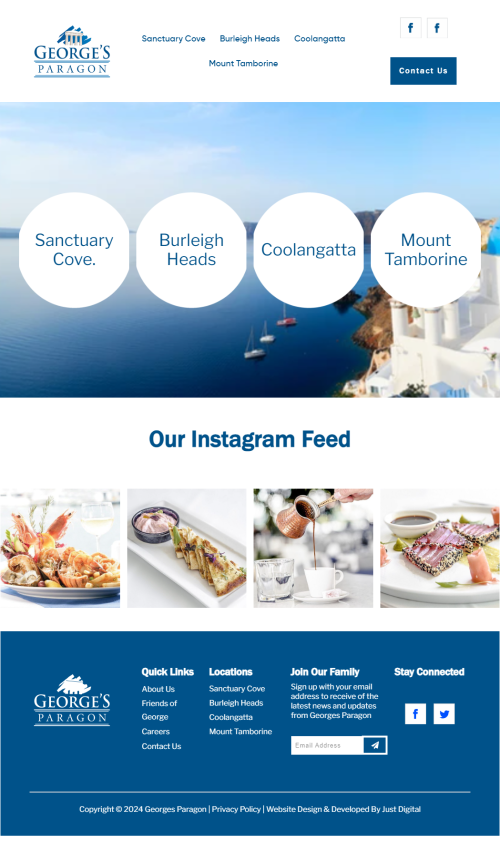 GEORGE'S
PARAGON
Sanctuary Cove Burleigh Heads Coolangatta
Mount Tamborine
Contact Us
Sanctuary
Cove.
Burleigh
Heads
Coolangatta
Mount
Tamborine
Our Instagram Feed
GEORGE'S
PARAGON
Quick Links
About Us
Friends of
George
Careers
Contact Us
Locations
Sanctuary Cove
Burleigh Heads
Coolangatta
Mount Tamborine
Join Our Family
Sign up with your email
address to receive of the
latest news and updates
from Georges Paragon
Email Address
Stay Connected
Copyright © 2024 Georges Paragon | Privacy Policy | Website Design & Developed By Just Digital